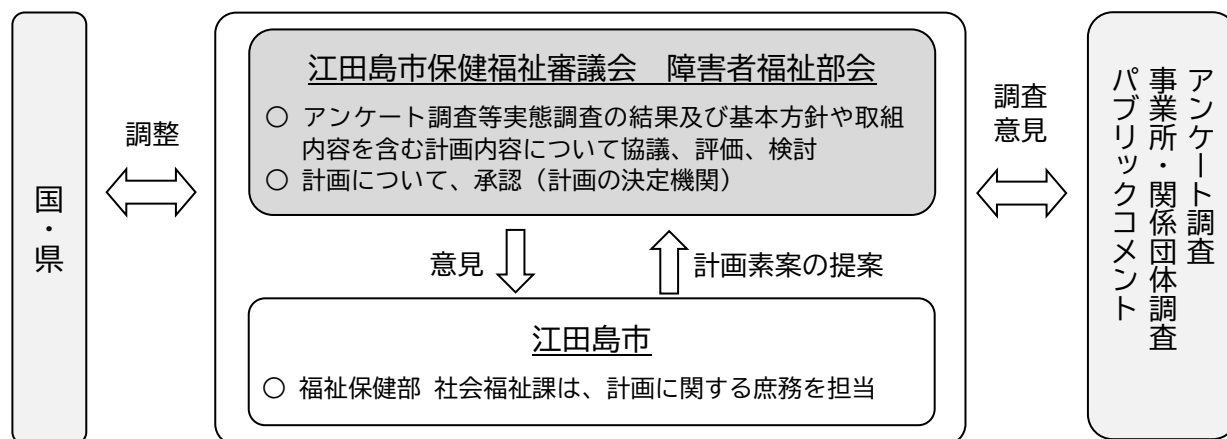 国・県
調整
江田島市保健福祉審議会 障害者福祉部会
○ アンケート調査等実態調査の結果及び基本方針や取組
内容を含む計画内容について協議、評価、検討
○ 計画について、承認（計画の決定機関）
意見
計画素案の提案
江田島市
○ 福祉保健部 社会福祉課は、計画に関する庶務を担当
調査
意見
アンケート調査
事業所・関係団体調査
パブリックコメント